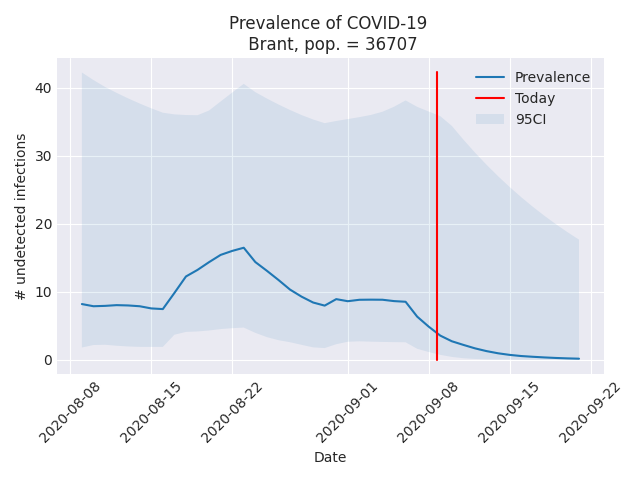 Prevalence of COVID-19
Brant, pop. = 36707
# undetected infections
40
30
20
10
0
Prevalence
Today
95CI
2020-08-08
2020-08-15
2020-08-22
2020-09-01
2020-09-08
2020-09-15
2020-09-22
Date